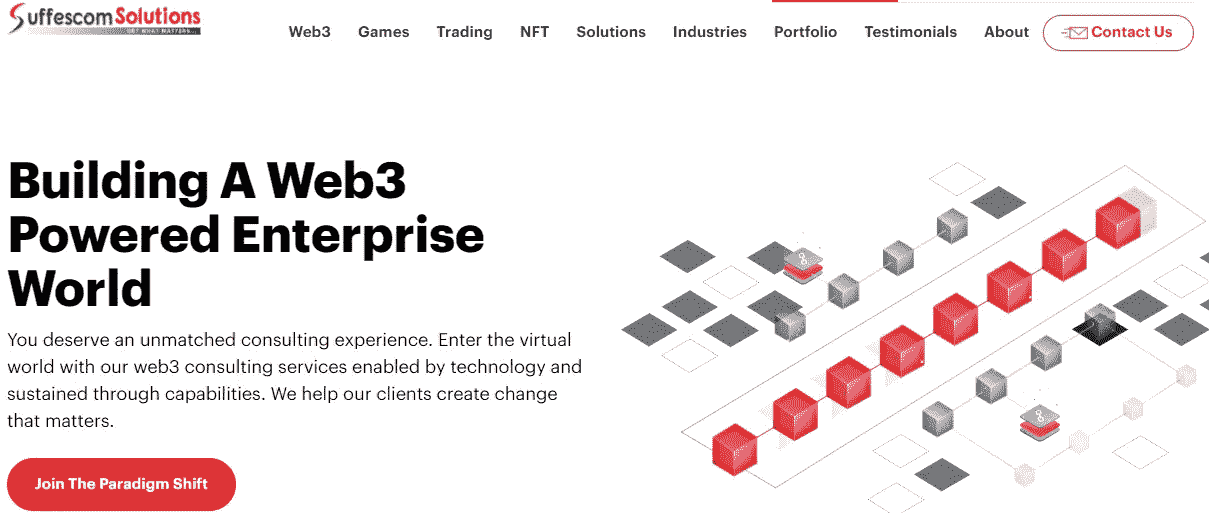 Suffescom Solutions
GET WHAT MATTERS...
Web3 Games Trading NFT Solutions Industries Portfolio Testimonials About Contact Us
Building A Web3
Powered Enterprise
World
You deserve an unmatched consulting experience. Enter the virtual
world with our web3 consulting services enabled by technology and
sustained through capabilities. We help our clients create change
that matters.
Join The Paradigm Shift